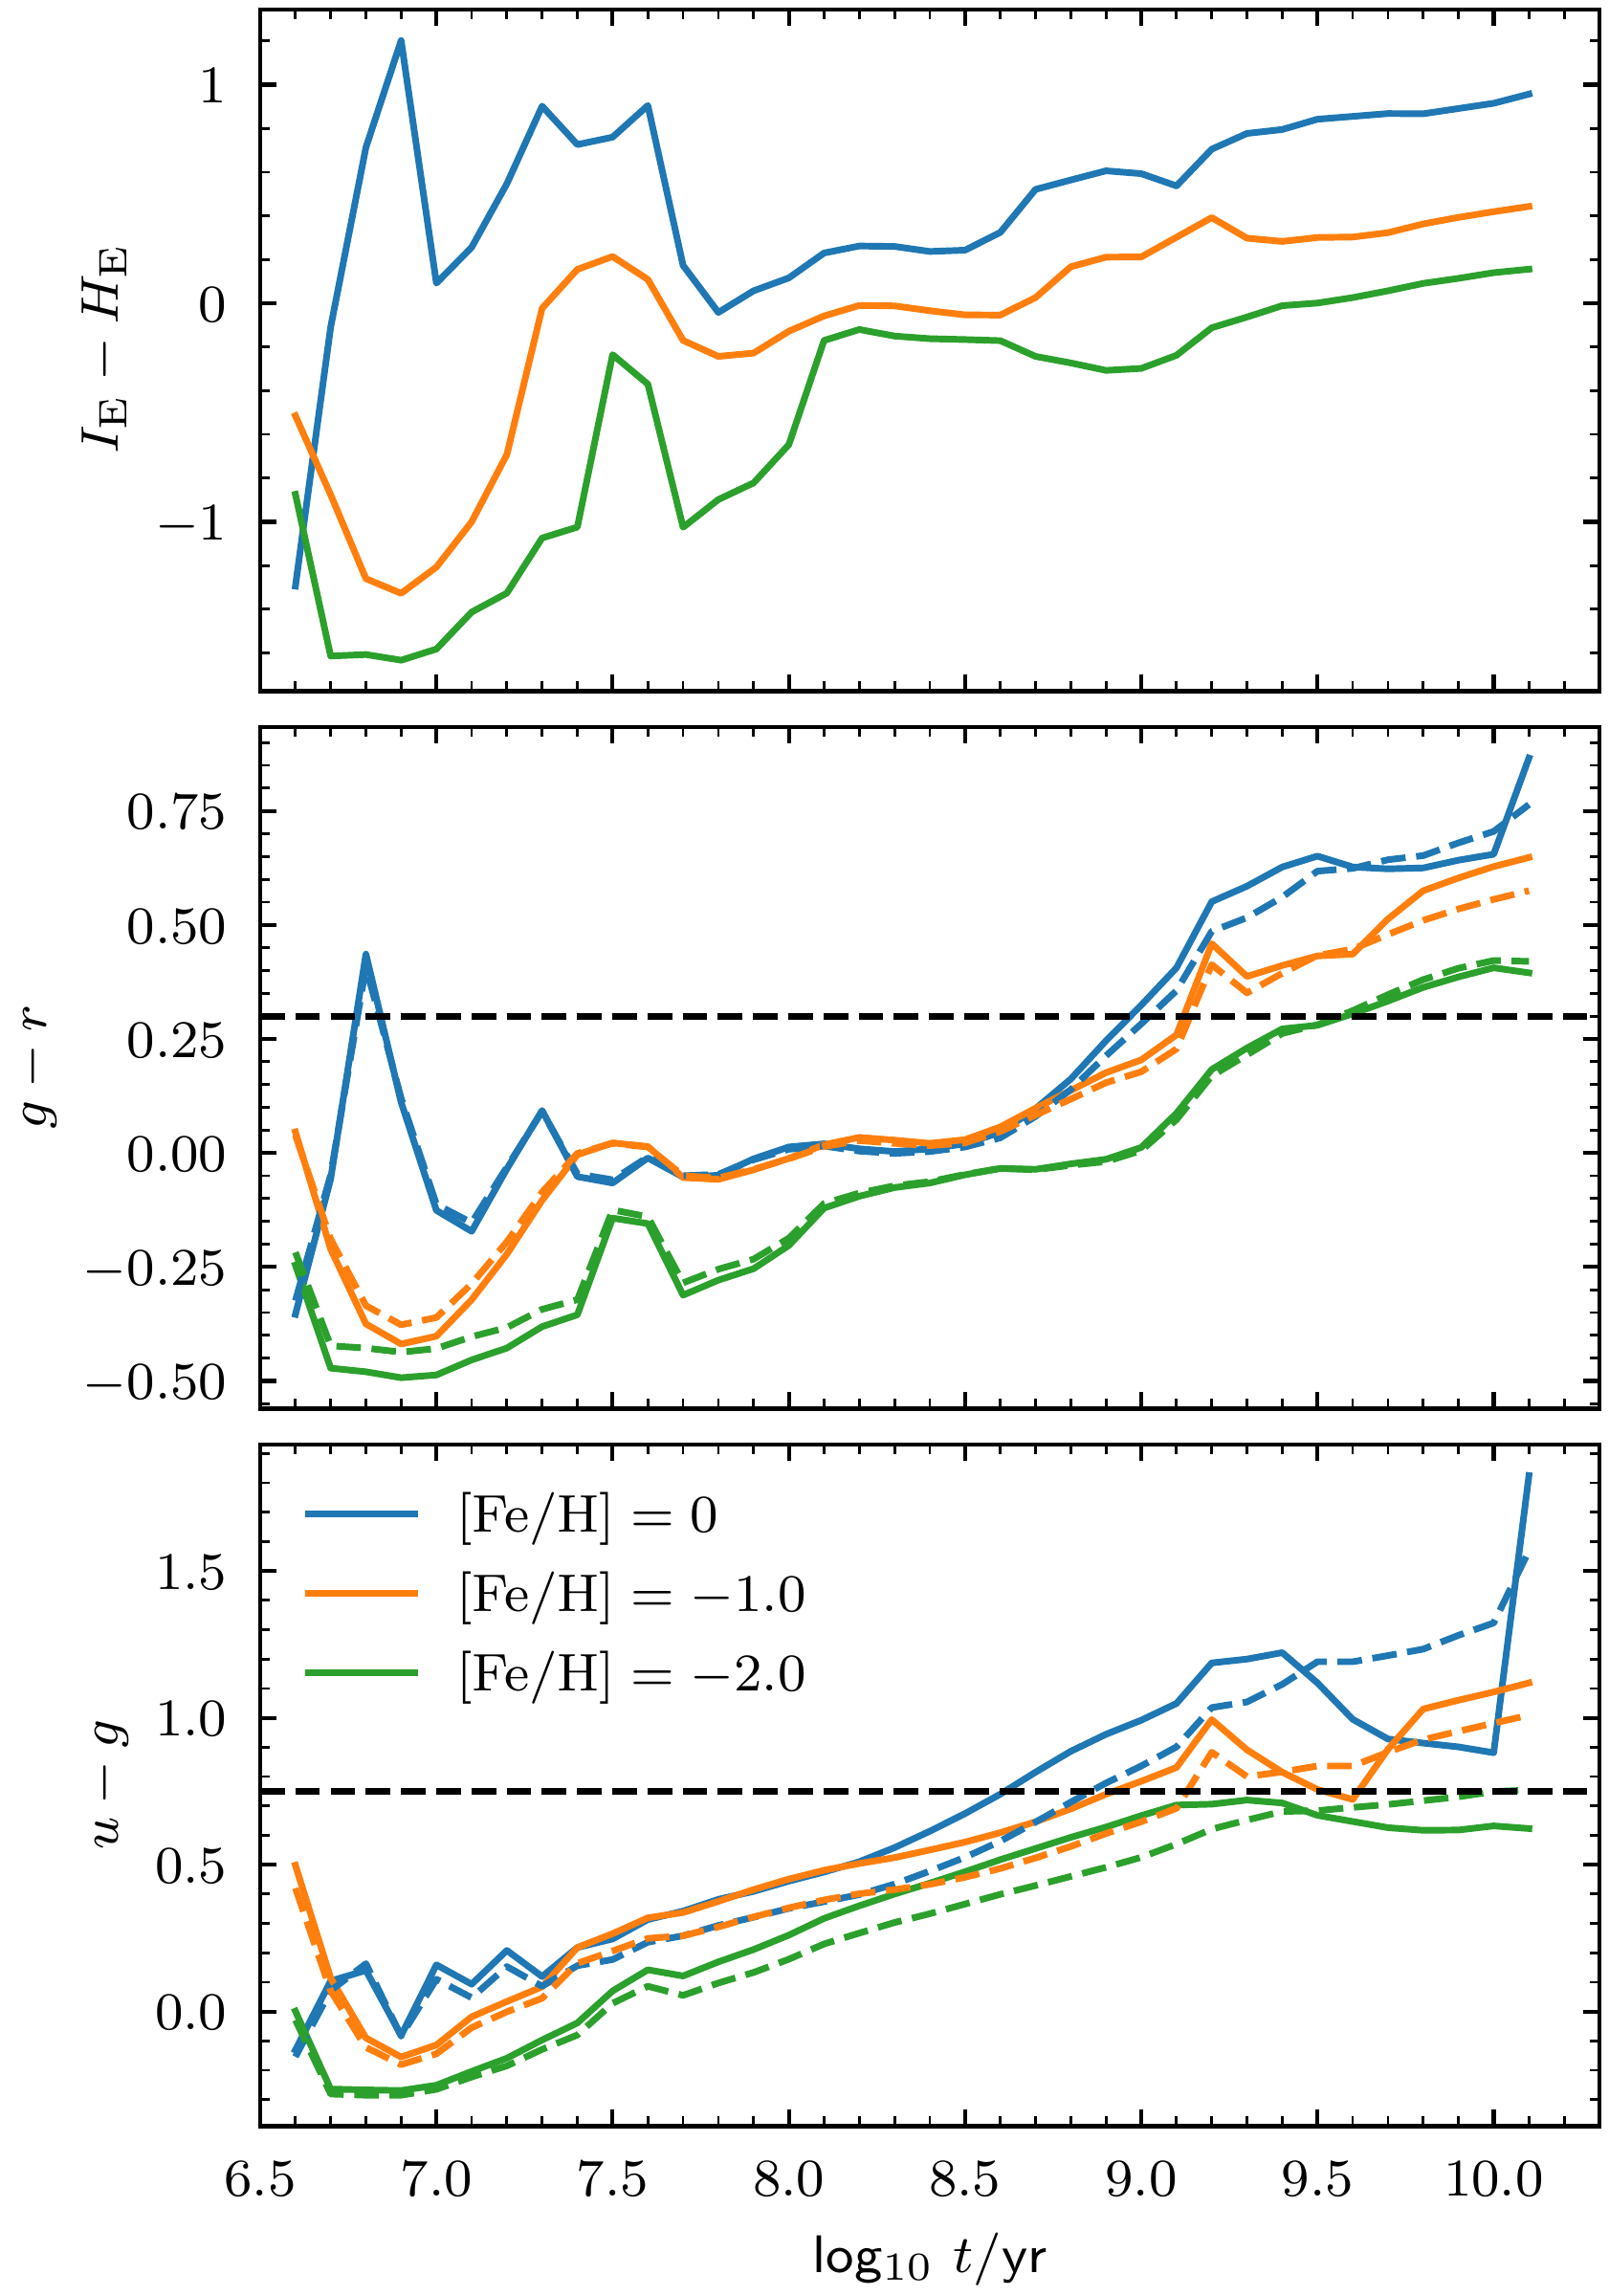 1
0
−1
I_E − H_E
0.75
0.50
0.25
0.00
−0.25
−0.50
g − r
[Fe/H] = 0
[Fe/H] = −1.0
[Fe/H] = −2.0
1.5
1.0
0.5
0.0
u − g
6.5 7.0 7.5 8.0 8.5 9.0 9.5 10.0
log₁₀ t/yr